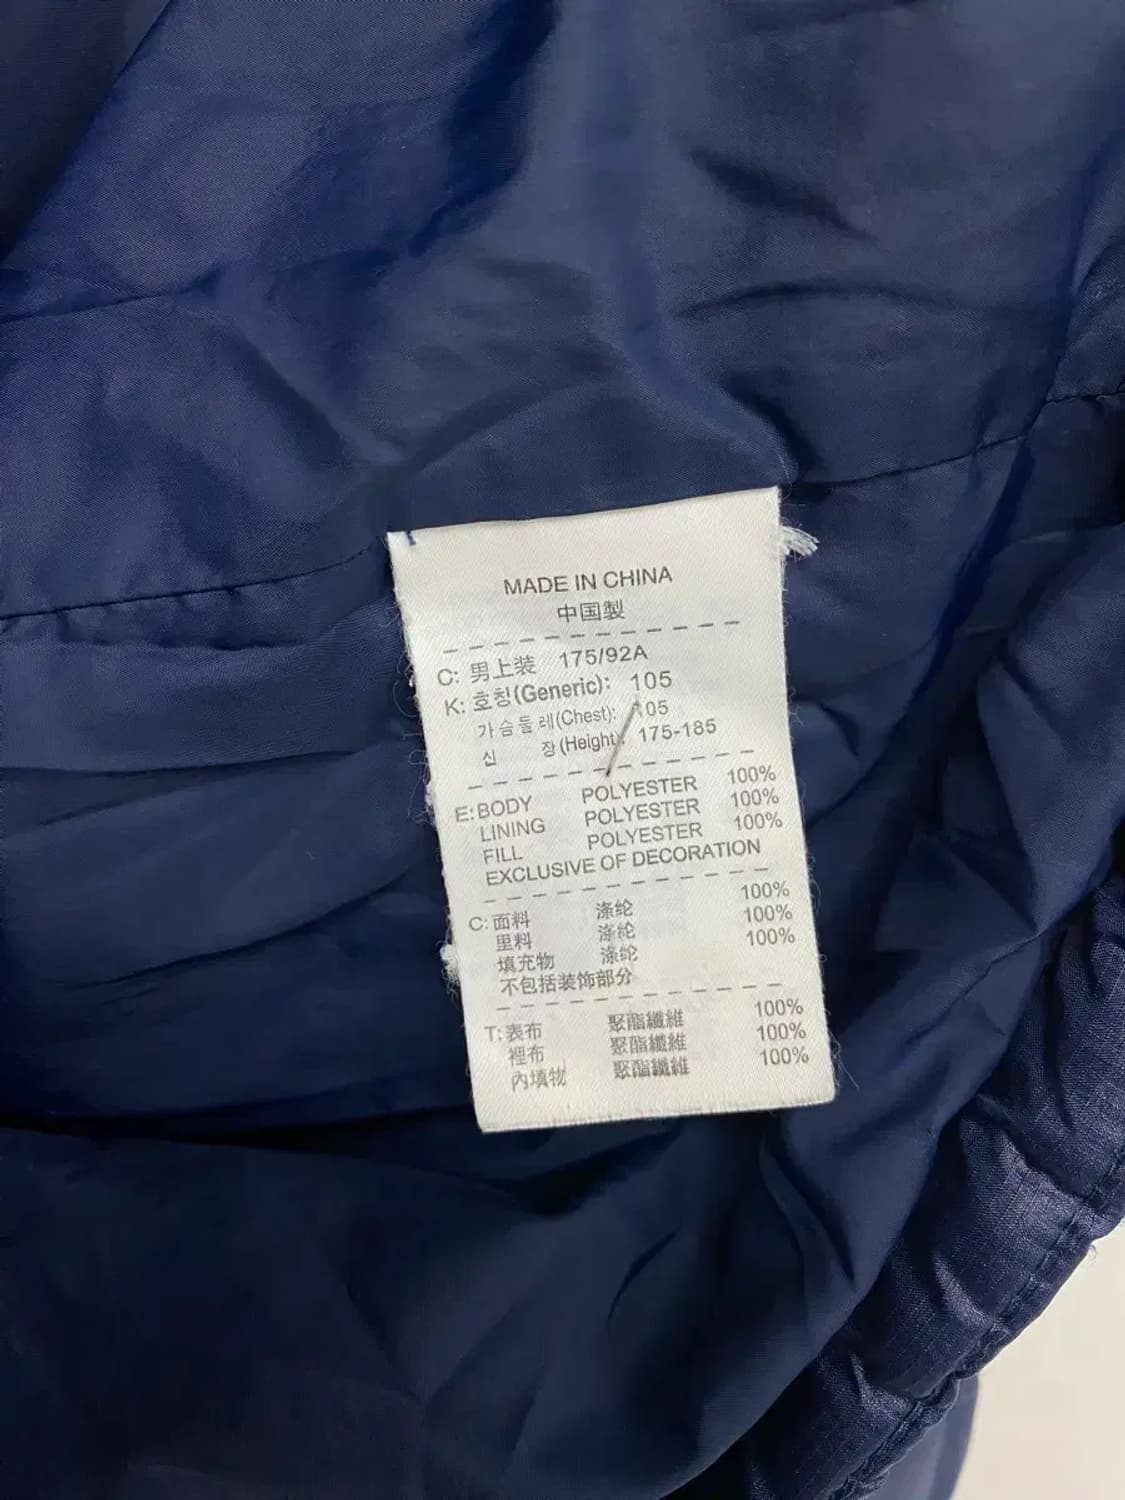 MADE IN CHINA
中国製
C: 男上装 175/92A
K: 호칭(Generic): 105
가슴둘레(Chest): 105
신 장(Height): 175-185
E: BODY POLYESTER 100%
LINING POLYESTER 100%
FILL POLYESTER 100%
EXCLUSIVE OF DECORATION
C: 面料 涤纶 100%
里料 涤纶 100%
填充物 涤纶 100%
不包括装饰部分
T: 表布 聚酯纖維 100%
裡布 聚酯纖維 100%
內填物 聚酯纖維 100%